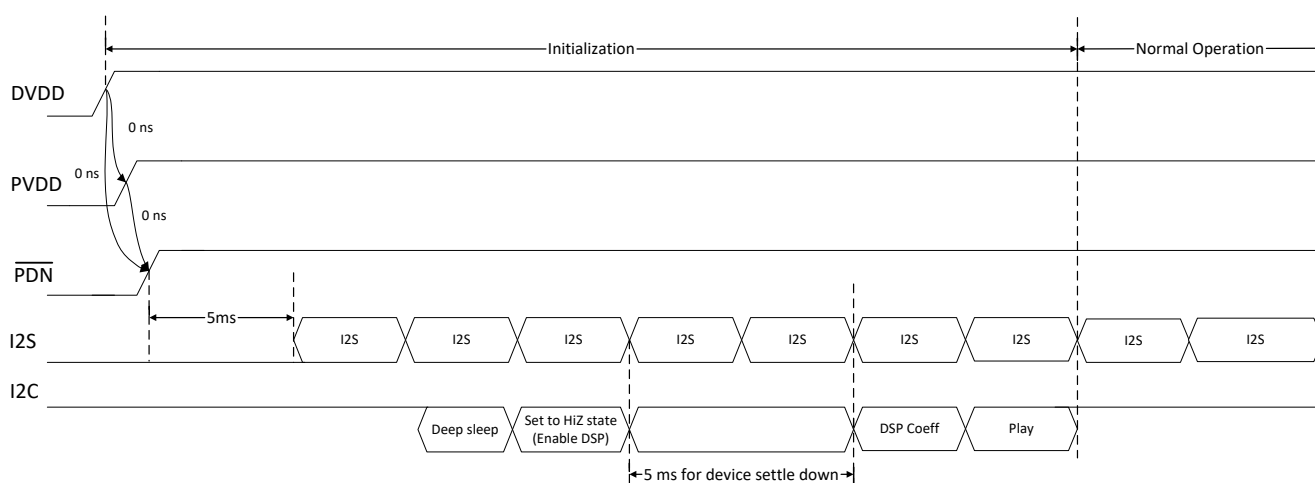 Initialization
Normal Operation
DVDD
0 ns
PVDD
0 ns
0 ns
PDN
5ms
I2S
I2S
I2S
I2S
I2S
I2S
I2S
I2S
I2S
I2S
I2C
Deep sleep
Set to HiZ state
(Enable DSP)
DSP Coeff
Play
5 ms for device settle down